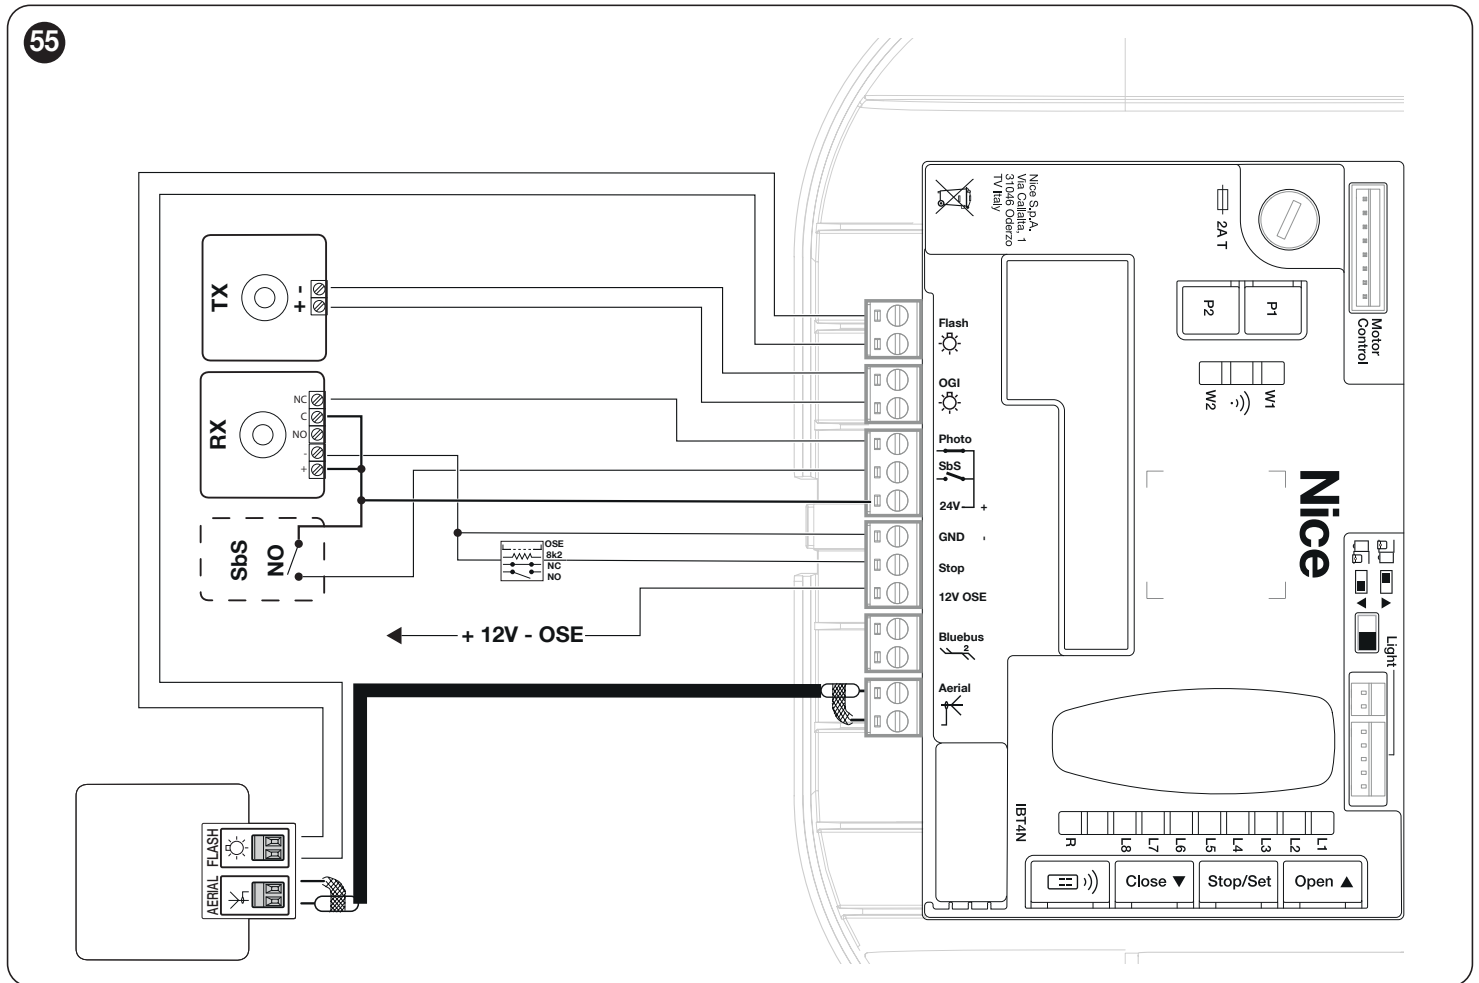 55
Nice S.p.A.
Via Callalta, 1
31046 Oderzo
TV Italy
2A T
Motor
Control
P2
P1
W2
W1
TX
-
+
RX
NC
C
NO
-
+
SbS
NO
OSE
8k2
NC
NO
+ 12V - OSE
Flash
OGI
Photo
SbS
24V +
GND -
Stop
12V OSE
Bluebus
2
Aerial
Nice
Light
IBT4N
R
L8
L7
L6
L5
L4
L3
L2
L1
Close ▼
Stop/Set
Open ▲
FLASH
AERIAL